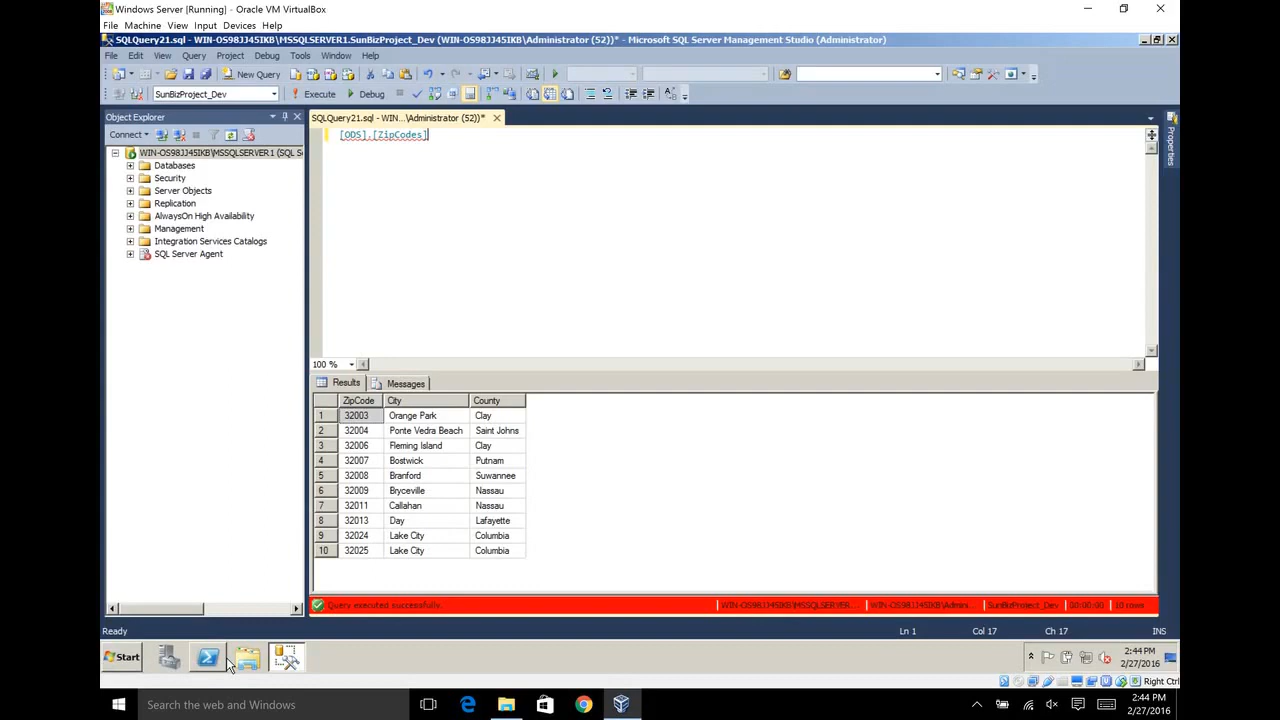 Windows Server [Running] - Oracle VM VirtualBox
File Machine View Input Devices Help
SQLQuery21.sql - WIN-OS98JJ45IKB\MSSQLSERVER1.SunBizProject_Dev (WIN-OS98JJ45IKB\Administrator (52))* - Microsoft SQL Server Management Studio (Administrator)
File Edit View Query Project Debug Tools Window Help
New Query
SunBizProject_Dev Execute Debug
Object Explorer
SQLQuery21.sql - WIN...\Administrator (52))*
Connect
[ODS].[ZipCodes]
Properties
WIN-OS98JJ45IKB\MSSQLSERVER1 (SQL S
Databases
Security
Server Objects
Replication
AlwaysOn High Availability
Management
Integration Services Catalogs
SQL Server Agent
100 %
Results Messages
ZipCode City County
1 32003 Orange Park Clay
2 32004 Ponte Vedra Beach Saint Johns
3 32006 Fleming Island Clay
4 32007 Bostwick Putnam
5 32008 Branford Suwannee
6 32009 Bryceville Nassau
7 32011 Callahan Nassau
8 32013 Day Lafayette
9 32024 Lake City Columbia
10 32025 Lake City Columbia
Query executed successfully. WIN-OS98JJ45IKB\MSSQLSERVER... WIN-OS98JJ45IKB\Admini... SunBizProject_Dev 00:00:00 10 rows
Ready Ln 1 Col 17 Ch 17 INS
Start
2:44 PM
2/27/2016
Right Ctrl
Search the web and Windows
2:44 PM
2/27/2016